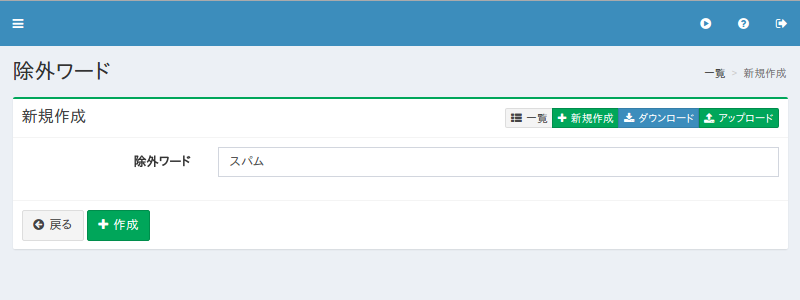 除外ワード
一覧 > 新規作成
新規作成
一覧 新規作成 ダウンロード アップロード
除外ワード スパム
戻る 作成